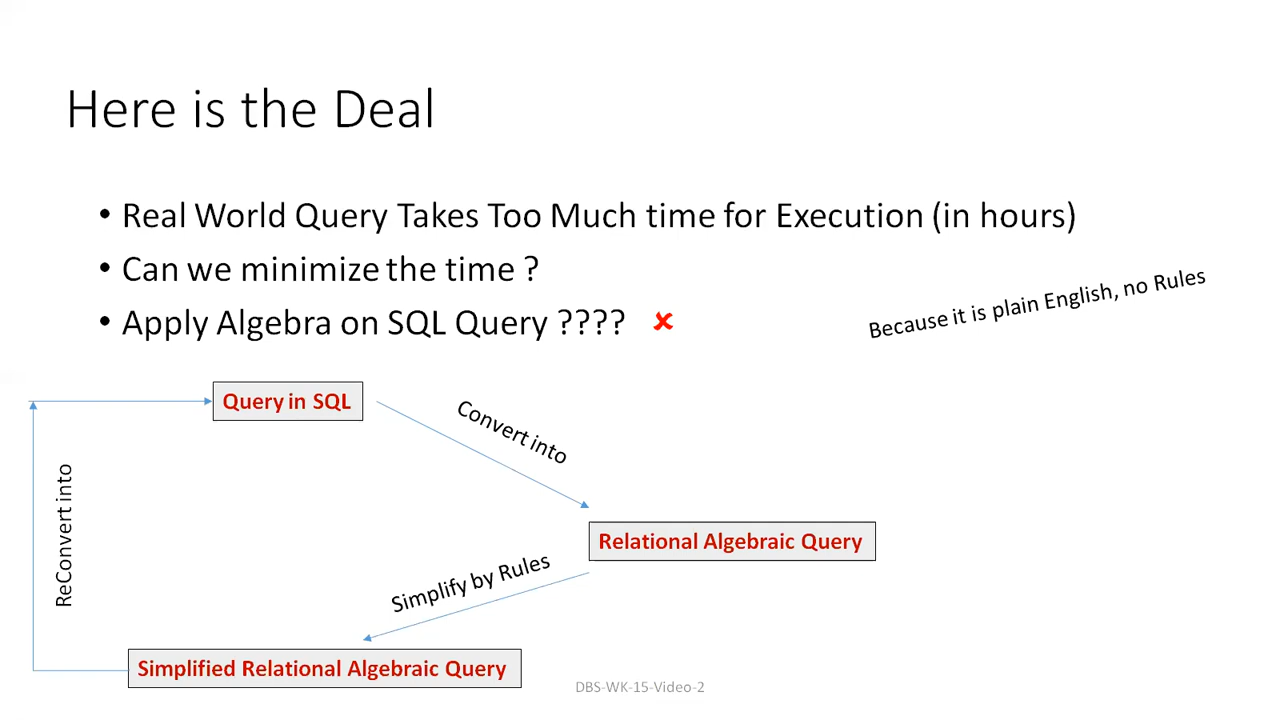 Here is the Deal
• Real World Query Takes Too Much time for Execution (in hours)
• Can we minimize the time ?
• Apply Algebra on SQL Query ???? ✘
Because it is plain English, no Rules
Query in SQL
Convert into
ReConvert into
Relational Algebraic Query
Simplify by Rules
Simplified Relational Algebraic Query
DBS-WK-15-Video-2